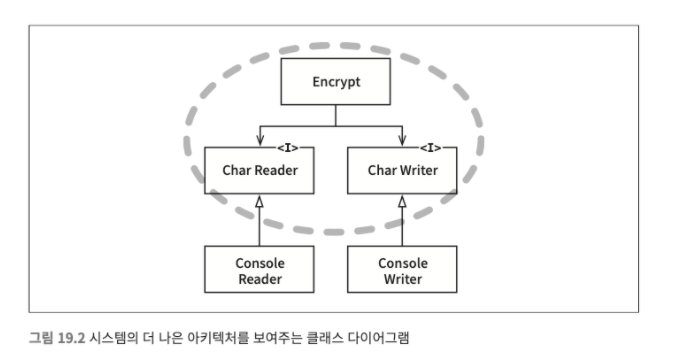 Encrypt
<I>
<I>
Char Reader
Char Writer
Console
Reader
Console
Writer
그림 19.2 시스템의 더 나은 아키텍처를 보여주는 클래스 다이어그램